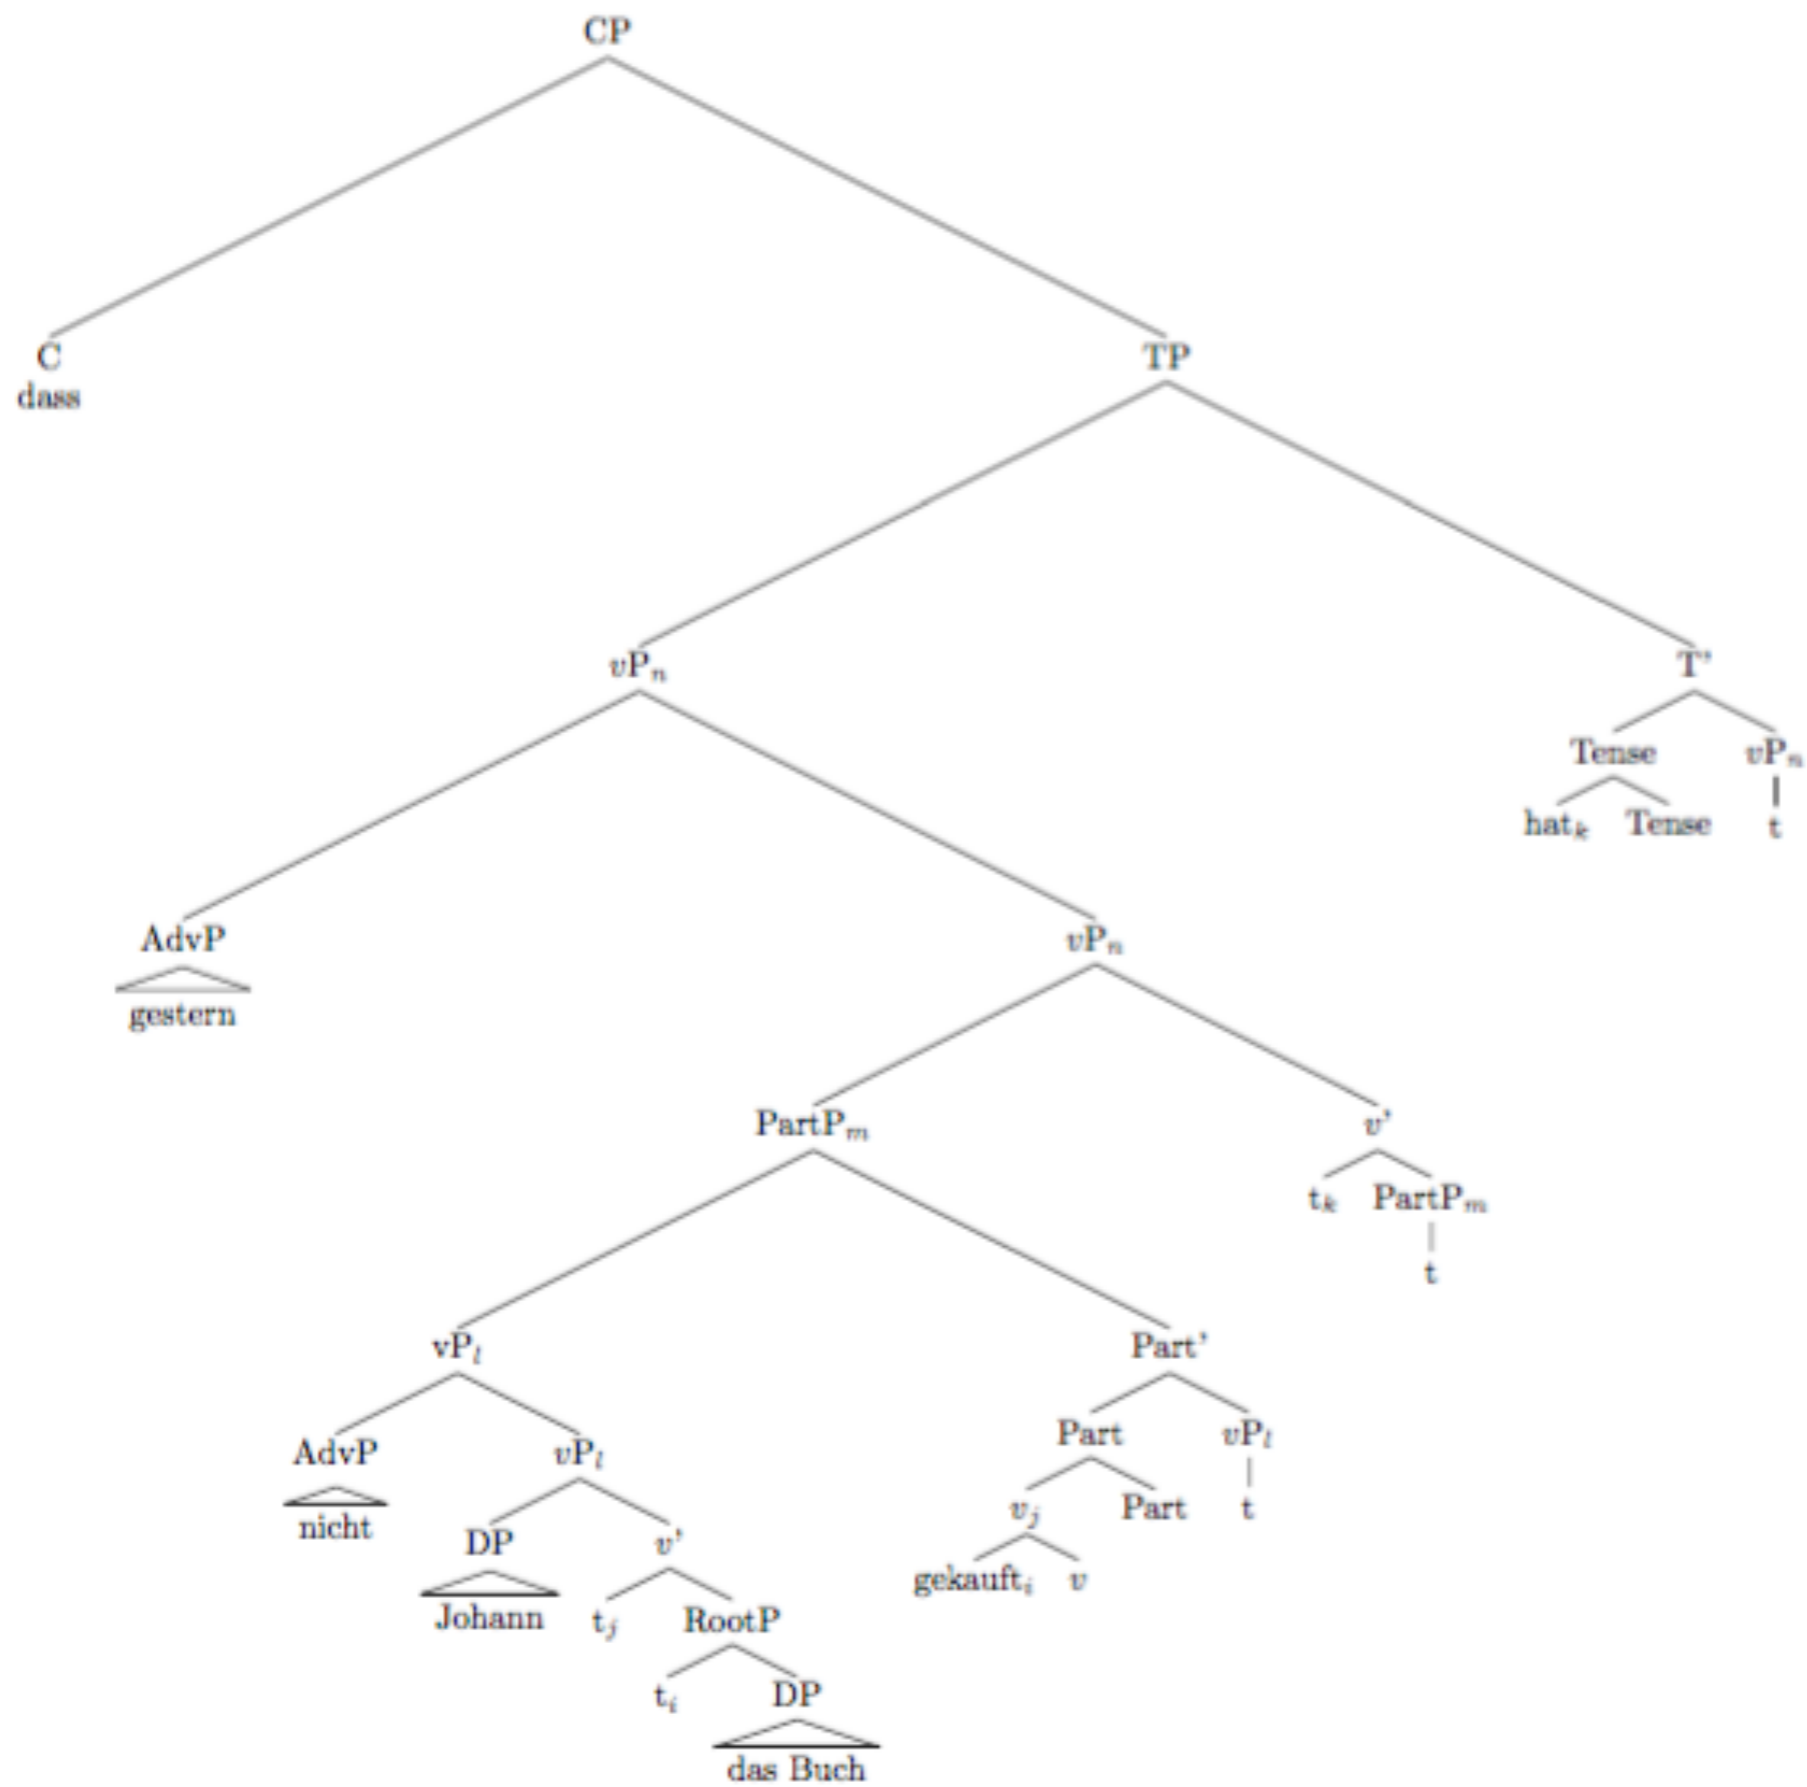 CP
C TP
dass
vPₙ T’
Tense vPₙ
hatₖ Tense t
AdvP vPₙ
gestern
PartPₘ v’
tₖ PartPₘ
t
vPₗ Part’
AdvP vPₗ Part vPₗ
nicht DP v’ vⱼ Part t
Johann tⱼ RootP gekauftᵢ v
tᵢ DP
das Buch